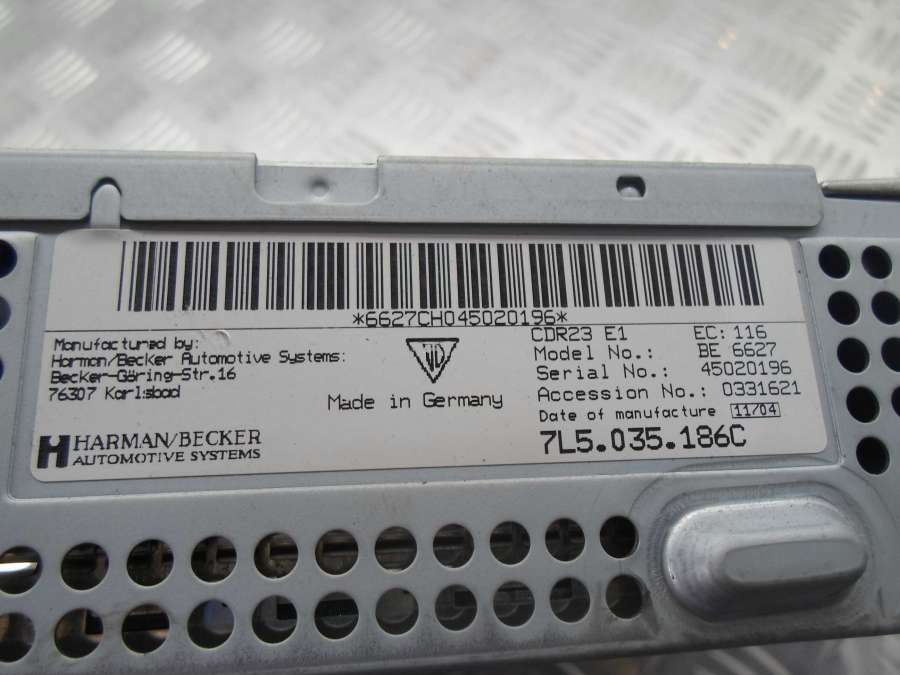 *6627CH045020196*
Manufactured by:
Harman/Becker Automotive Systems:
Becker-Göring-Str.16
76307 Karlsbad
HARMAN/BECKER
AUTOMOTIVE SYSTEMS
Made in Germany
CDR23 E1 EC: 116
Model No.: BE 6627
Serial No.: 45020196
Accession No.: 0331621
Date of manufacture 11/04
7L5.035.186C